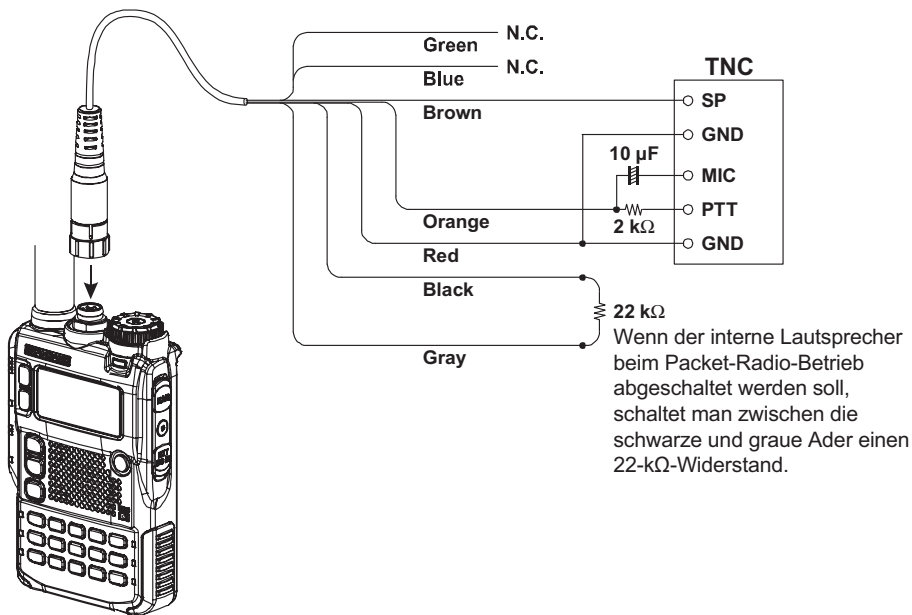 Green
N.C.
Blue
N.C.
Brown
TNC
SP
GND
10 µF
MIC
Orange
2 kΩ
PTT
Red
GND
Black
22 kΩ
Gray
Wenn der interne Lautsprecher
beim Packet-Radio-Betrieb
abgeschaltet werden soll,
schaltet man zwischen die
schwarze und graue Ader einen
22-kΩ-Widerstand.